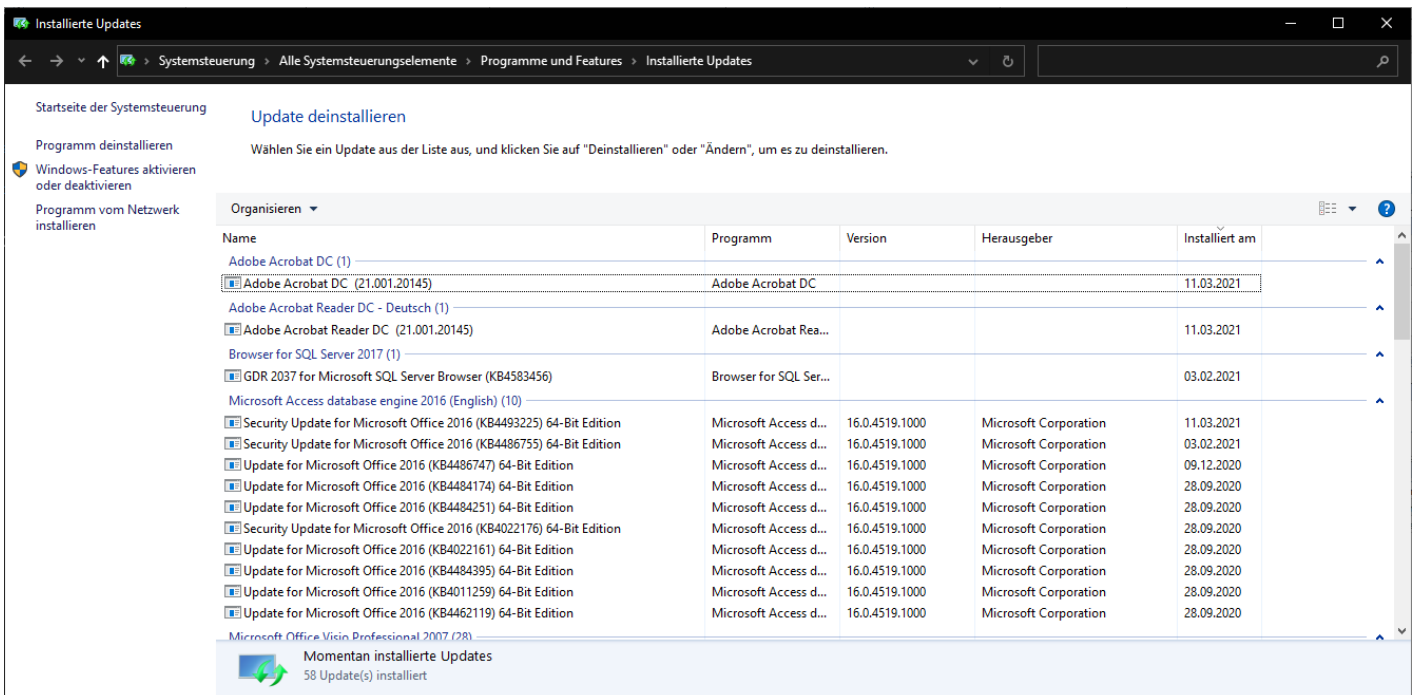 Installierte Updates
Systemsteuerung > Alle Systemsteuerungselemente > Programme und Features > Installierte Updates
Startseite der Systemsteuerung
Programm deinstallieren
Windows-Features aktivieren
oder deaktivieren
Programm vom Netzwerk
installieren
Update deinstallieren
Wählen Sie ein Update aus der Liste aus, und klicken Sie auf "Deinstallieren" oder "Ändern", um es zu deinstallieren.
Organisieren
Name Programm Version Herausgeber Installiert am
Adobe Acrobat DC (1)
Adobe Acrobat DC (21.001.20145) Adobe Acrobat DC 11.03.2021
Adobe Acrobat Reader DC - Deutsch (1)
Adobe Acrobat Reader DC (21.001.20145) Adobe Acrobat Rea... 11.03.2021
Browser for SQL Server 2017 (1)
GDR 2037 for Microsoft SQL Server Browser (KB4583456) Browser for SQL Ser... 03.02.2021
Microsoft Access database engine 2016 (English) (10)
Security Update for Microsoft Office 2016 (KB4493225) 64-Bit Edition Microsoft Access d... 16.0.4519.1000 Microsoft Corporation 11.03.2021
Security Update for Microsoft Office 2016 (KB4486755) 64-Bit Edition Microsoft Access d... 16.0.4519.1000 Microsoft Corporation 03.02.2021
Update for Microsoft Office 2016 (KB4486747) 64-Bit Edition Microsoft Access d... 16.0.4519.1000 Microsoft Corporation 09.12.2020
Update for Microsoft Office 2016 (KB4484174) 64-Bit Edition Microsoft Access d... 16.0.4519.1000 Microsoft Corporation 28.09.2020
Update for Microsoft Office 2016 (KB4484251) 64-Bit Edition Microsoft Access d... 16.0.4519.1000 Microsoft Corporation 28.09.2020
Security Update for Microsoft Office 2016 (KB4022176) 64-Bit Edition Microsoft Access d... 16.0.4519.1000 Microsoft Corporation 28.09.2020
Update for Microsoft Office 2016 (KB4022161) 64-Bit Edition Microsoft Access d... 16.0.4519.1000 Microsoft Corporation 28.09.2020
Update for Microsoft Office 2016 (KB4484395) 64-Bit Edition Microsoft Access d... 16.0.4519.1000 Microsoft Corporation 28.09.2020
Update for Microsoft Office 2016 (KB4011259) 64-Bit Edition Microsoft Access d... 16.0.4519.1000 Microsoft Corporation 28.09.2020
Update for Microsoft Office 2016 (KB4462119) 64-Bit Edition Microsoft Access d... 16.0.4519.1000 Microsoft Corporation 28.09.2020
Microsoft Office Visio Professional 2007 (28)
Momentan installierte Updates
58 Update(s) installiert